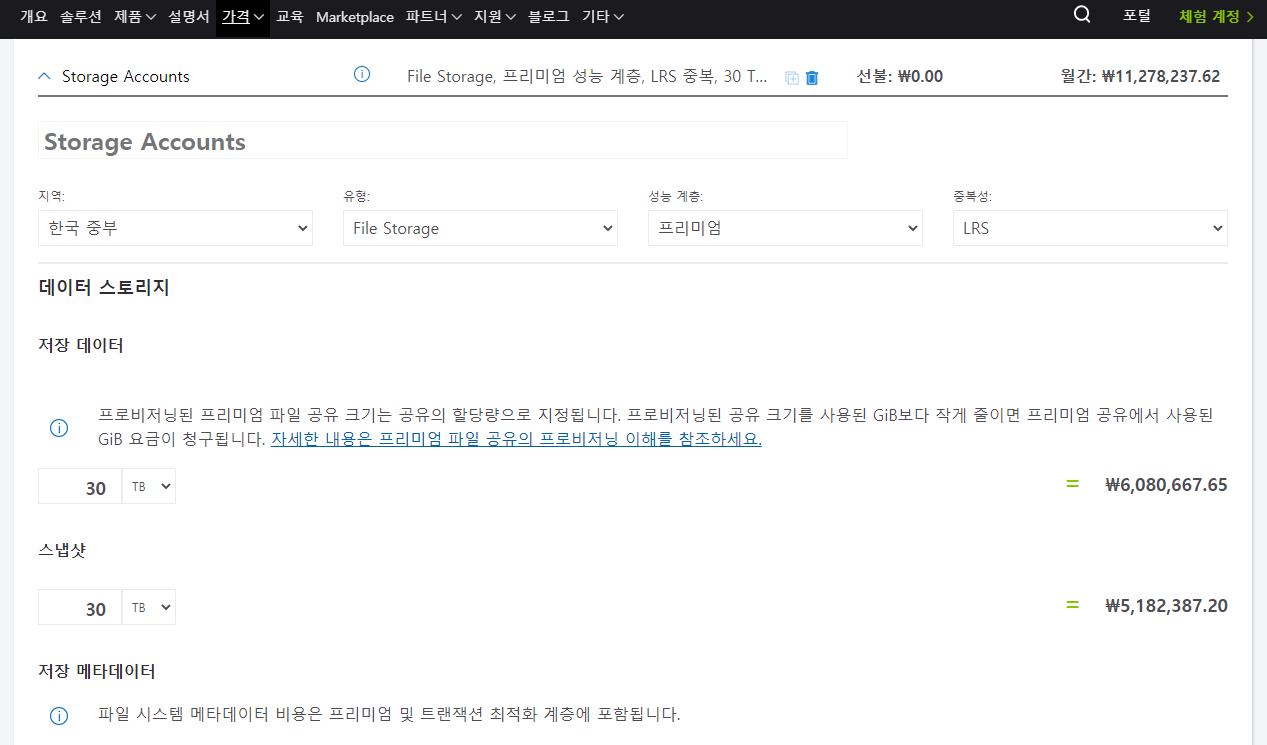 개요 솔루션 제품 설명서 가격 교육 Marketplace 파트너 지원 블로그 기타 포털 체험 계정
Storage Accounts File Storage, 프리미엄 성능 계층, LRS 중복, 30 T... 선불: ₩0.00 월간: ₩11,278,237.62
Storage Accounts
지역: 유형: 성능 계층: 중복성:
한국 중부 File Storage 프리미엄 LRS
데이터 스토리지
저장 데이터
프로비저닝된 프리미엄 파일 공유 크기는 공유의 할당량으로 지정됩니다. 프로비저닝된 공유 크기를 사용된 GiB보다 작게 줄이면 프리미엄 공유에서 사용된
GiB 요금이 청구됩니다. 자세한 내용은 프리미엄 파일 공유의 프로비저닝 이해를 참조하세요.
30 TB = ₩6,080,667.65
스냅샷
30 TB = ₩5,182,387.20
저장 메타데이터
파일 시스템 메타데이터 비용은 프리미엄 및 트랜잭션 최적화 계층에 포함됩니다.